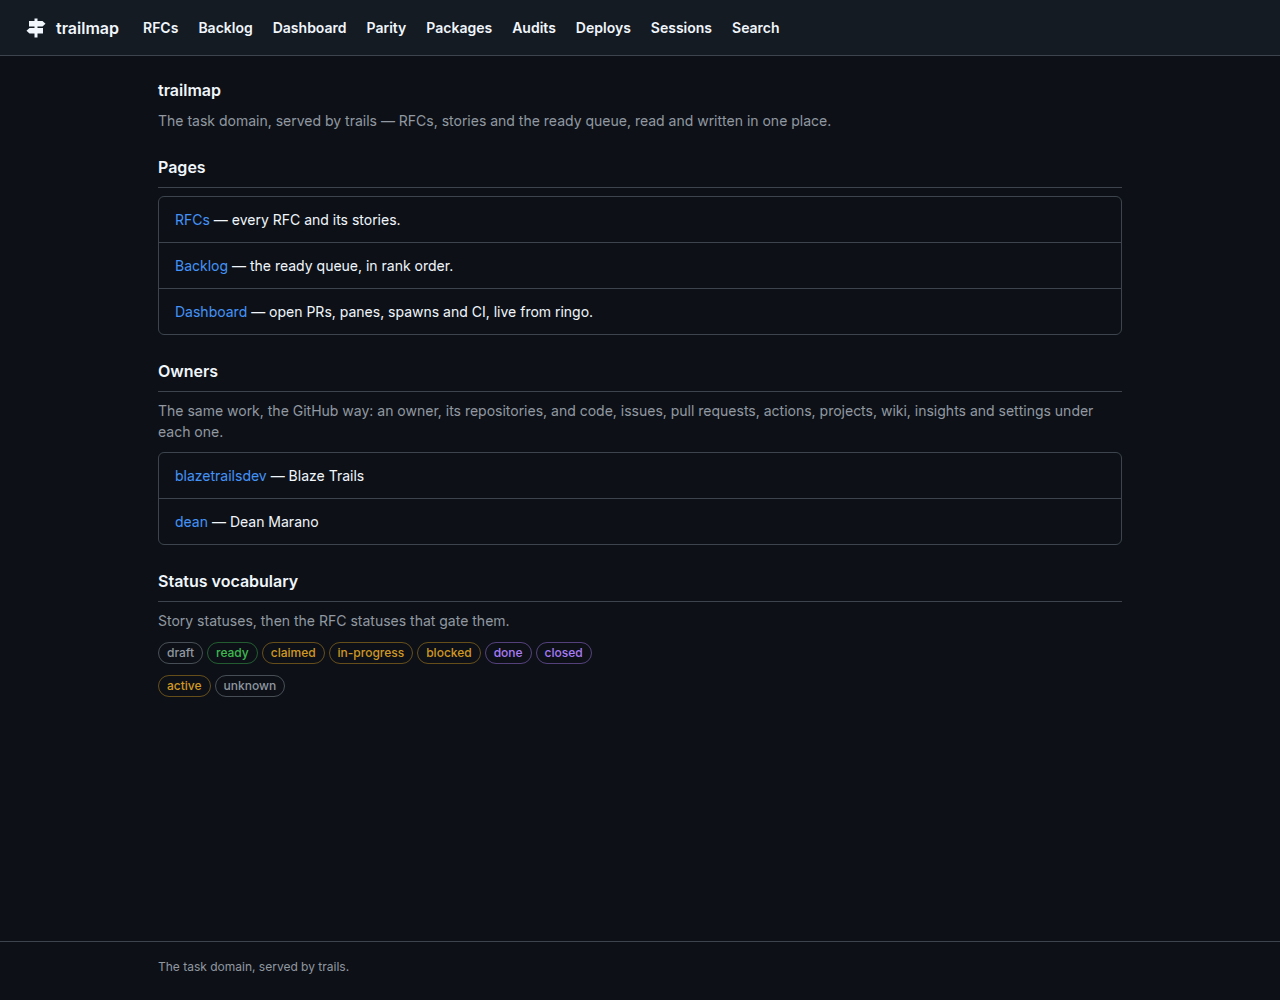 trailmap RFCs Backlog Dashboard Parity Packages Audits Deploys Sessions Search
trailmap
The task domain, served by trails — RFCs, stories and the ready queue, read and written in one place.
Pages
RFCs — every RFC and its stories.
Backlog — the ready queue, in rank order.
Dashboard — open PRs, panes, spawns and CI, live from ringo.
Owners
The same work, the GitHub way: an owner, its repositories, and code, issues, pull requests, actions, projects, wiki, insights and settings under
each one.
blazetrailsdev — Blaze Trails
dean — Dean Marano
Status vocabulary
Story statuses, then the RFC statuses that gate them.
draft ready claimed in-progress blocked done closed
active unknown
The task domain, served by trails.